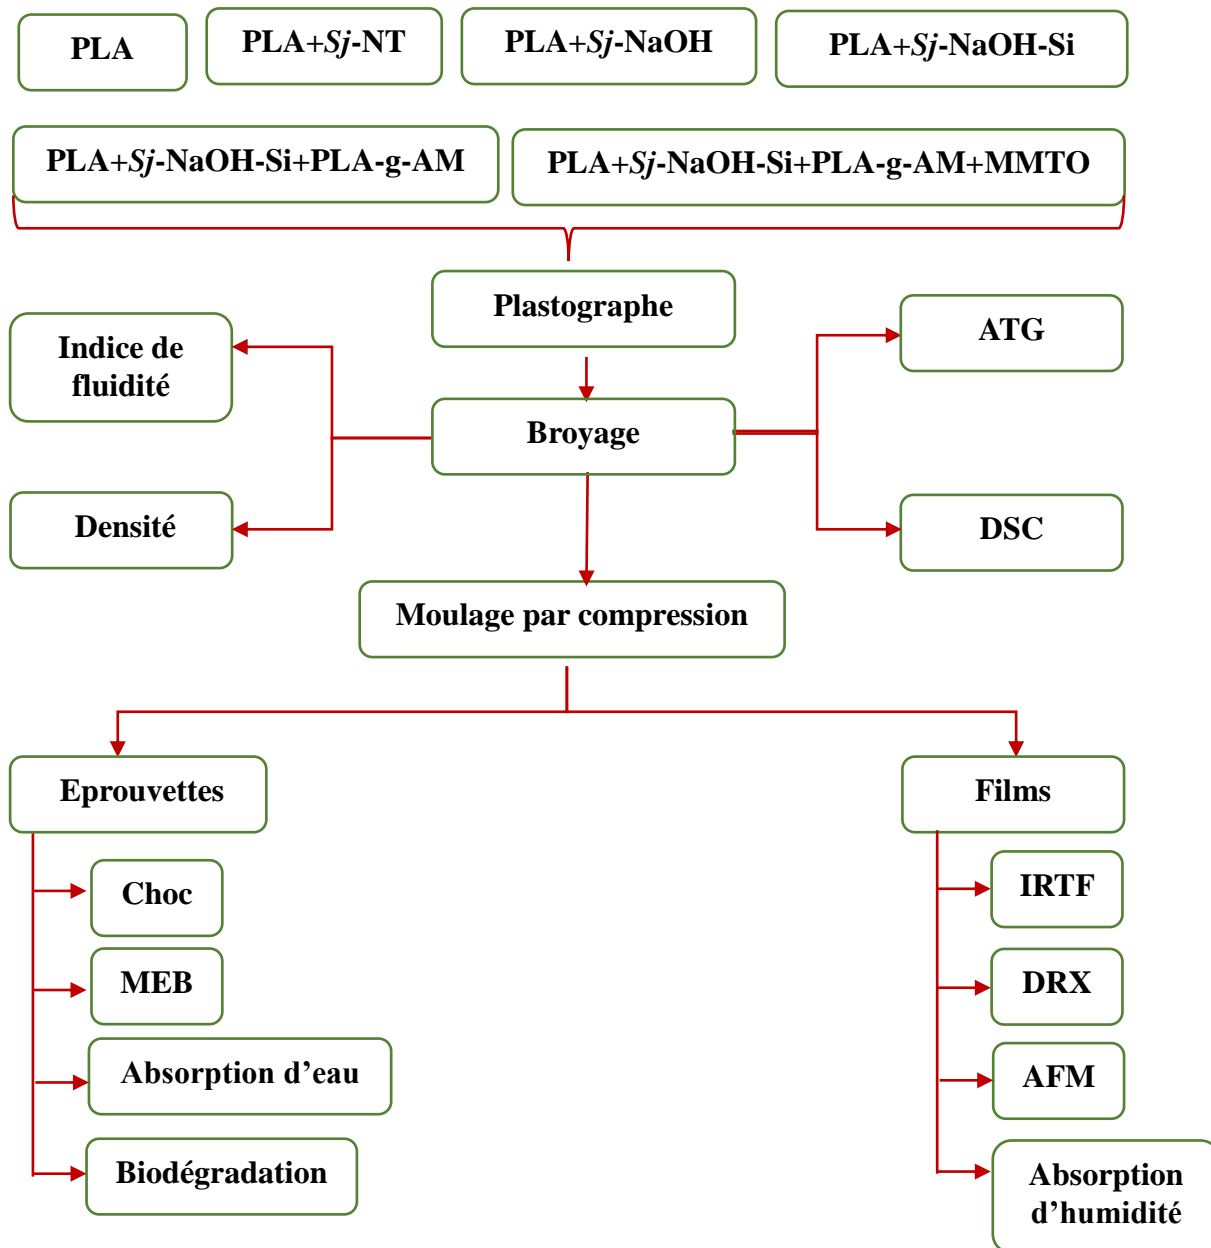 PLA
PLA+Sj-NT
PLA+Sj-NaOH
PLA+Sj-NaOH-Si
PLA+Sj-NaOH-Si+PLA-g-AM
PLA+Sj-NaOH-Si+PLA-g-AM+MMTO
Plastographe
Indice de
fluidité
ATG
Broyage
Densité
DSC
Moulage par compression
Eprouvettes
Films
Choc
IRTF
MEB
DRX
Absorption d’eau
AFM
Biodégradation
Absorption
d’humidité